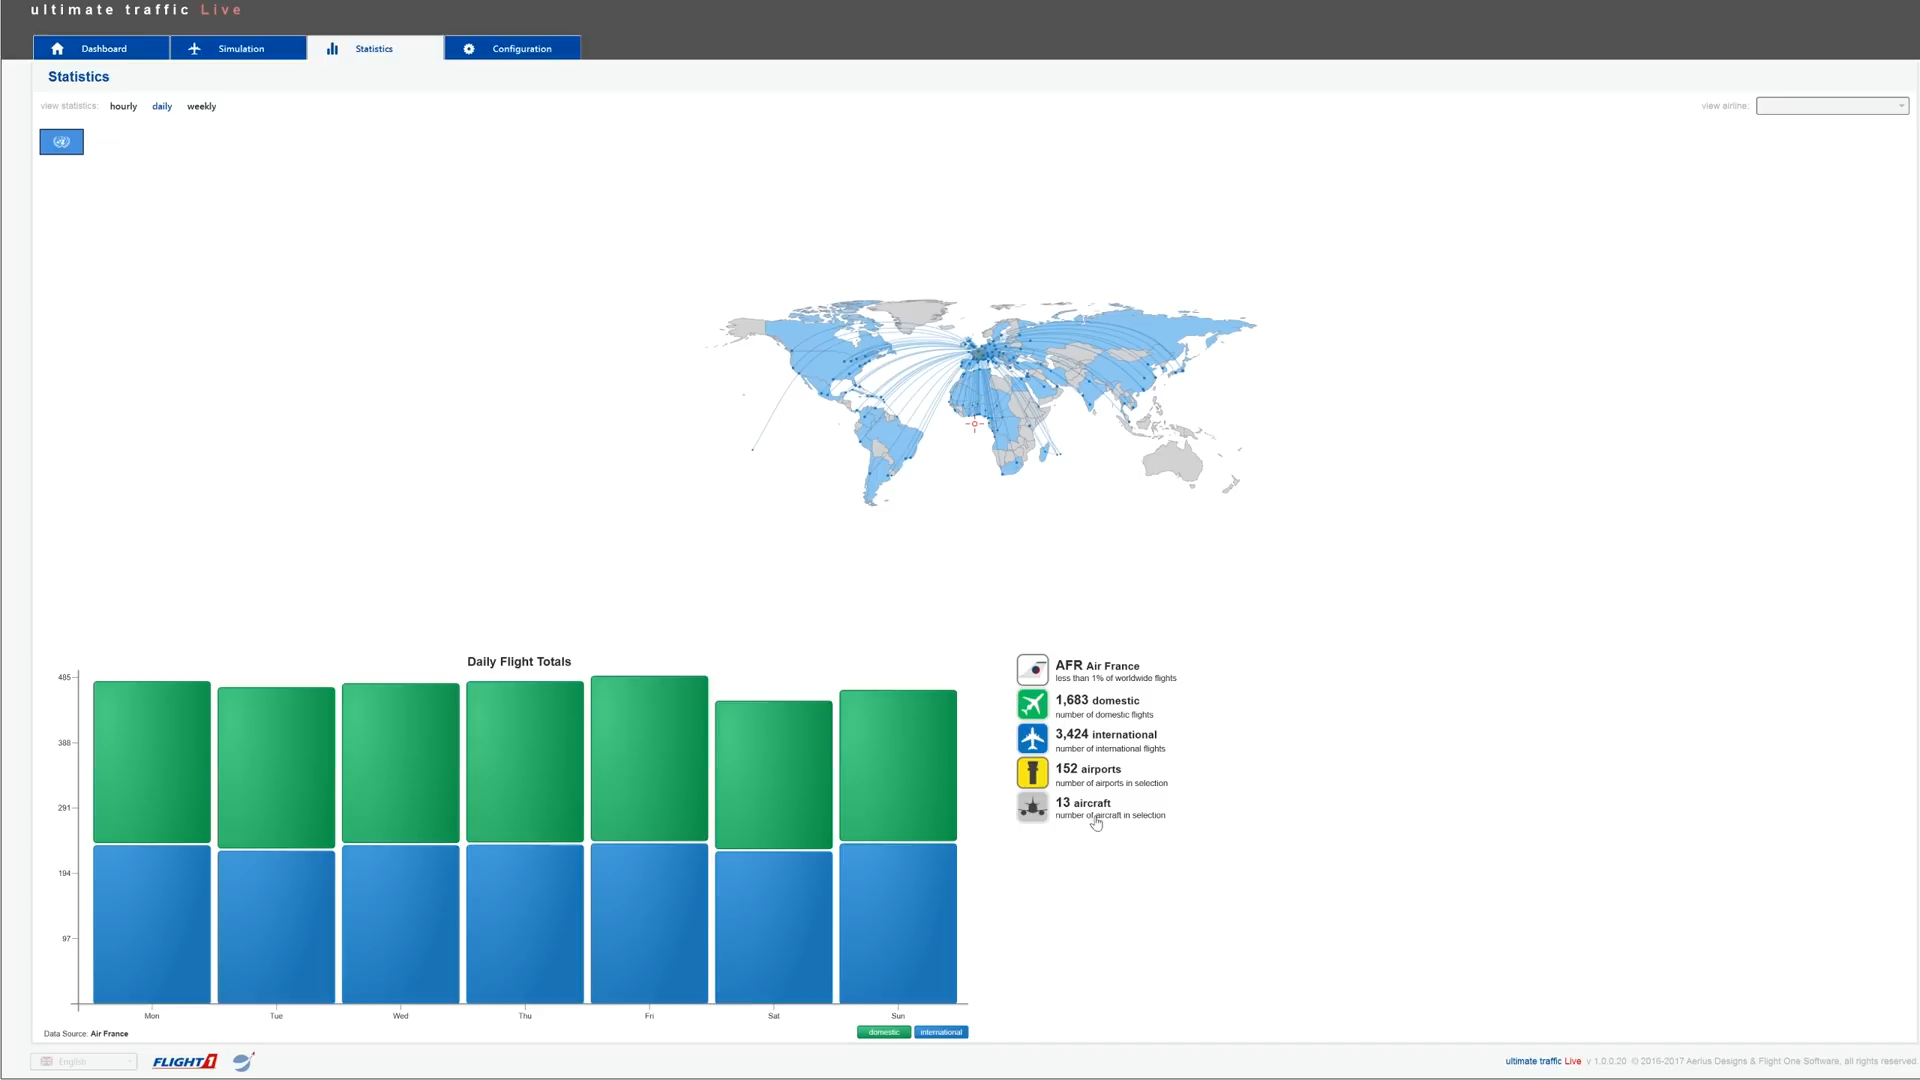 ultimate traffic Live
Dashboard
Simulation
Statistics
Configuration
Statistics
view statistics: hourly daily weekly
view airline:
Daily Flight Totals
485
388
291
194
97
Mon Tue Wed Thu Fri Sat Sun
Data Source: Air France
domestic international
AFR Air France
less than 1% of worldwide flights
1,683 domestic
number of domestic flights
3,424 international
number of international flights
152 airports
number of airports in selection
13 aircraft
number of aircraft in selection
English
FLIGHT1
ultimate traffic Live v 1.0.0.20 © 2016-2017 Aerius Designs & Flight One Software, all rights reserved.